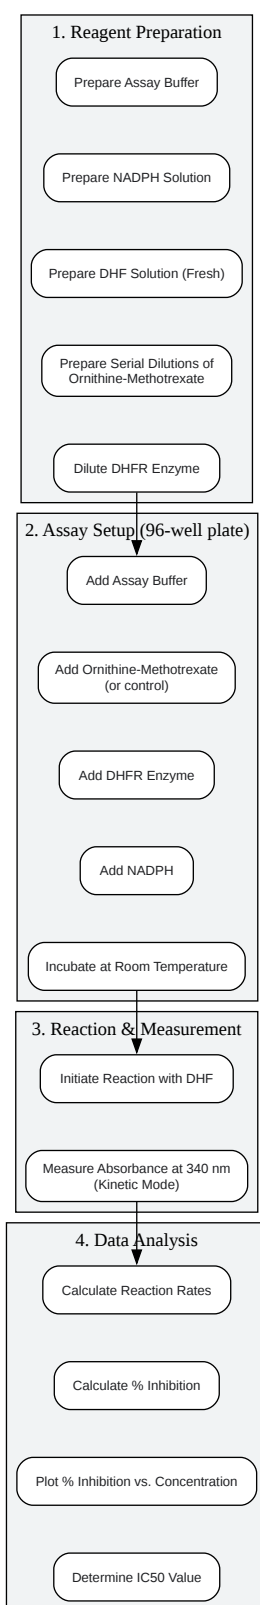 1. Reagent Preparation
Prepare Assay Buffer
Prepare NADPH Solution
Prepare DHF Solution (Fresh)
Prepare Serial Dilutions of
Ornithine-Methotrexate
Dilute DHFR Enzyme
2. Assay Setup (96-well plate)
Add Assay Buffer
Add Ornithine-Methotrexate
(or control)
Add DHFR Enzyme
Add NADPH
Incubate at Room Temperature
3. Reaction & Measurement
Initiate Reaction with DHF
Measure Absorbance at 340 nm
(Kinetic Mode)
4. Data Analysis
Calculate Reaction Rates
Calculate % Inhibition
Plot % Inhibition vs. Concentration
Determine IC50 Value